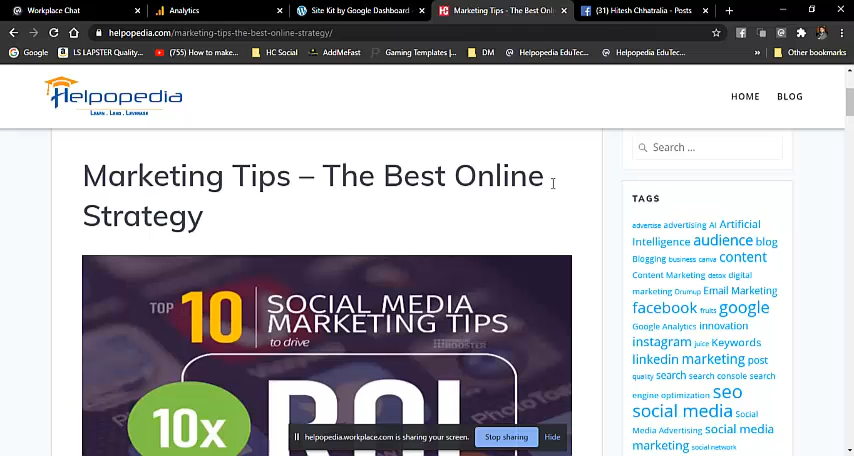 Workplace Chat
Analytics
Site Kit by Google Dashboard -
Marketing Tips - The Best Onli
(31) Hitesh Chhatralia - Posts
helpopedia.com/marketing-tips-the-best-online-strategy/
Google
LS LAPSTER Quality...
(755) How to make...
HC Social
AddMeFast
Gaming Templates |...
DM
Helpopedia EduTec...
Helpopedia EduTec...
»
Other bookmarks
Helpopedia
Learn . Lead . Leverage
HOME BLOG
Marketing Tips – The Best Online
Strategy
TOP 10 SOCIAL MEDIA
MARKETING TIPS
to drive
BOOSTER
10x ROI
PhotoToa
Search ...
TAGS
advertise advertising AI Artificial
Intelligence audience blog
Blogging business canva content
Content Marketing detox digital
marketing Drumup Email Marketing
facebook fruits google
Google Analytics innovation
instagram juice Keywords
linkedin marketing post
quality search search console search
engine optimization seo
social media Social
Media Advertising social media
marketing social network
helpopedia.workplace.com is sharing your screen.
Stop sharing
Hide